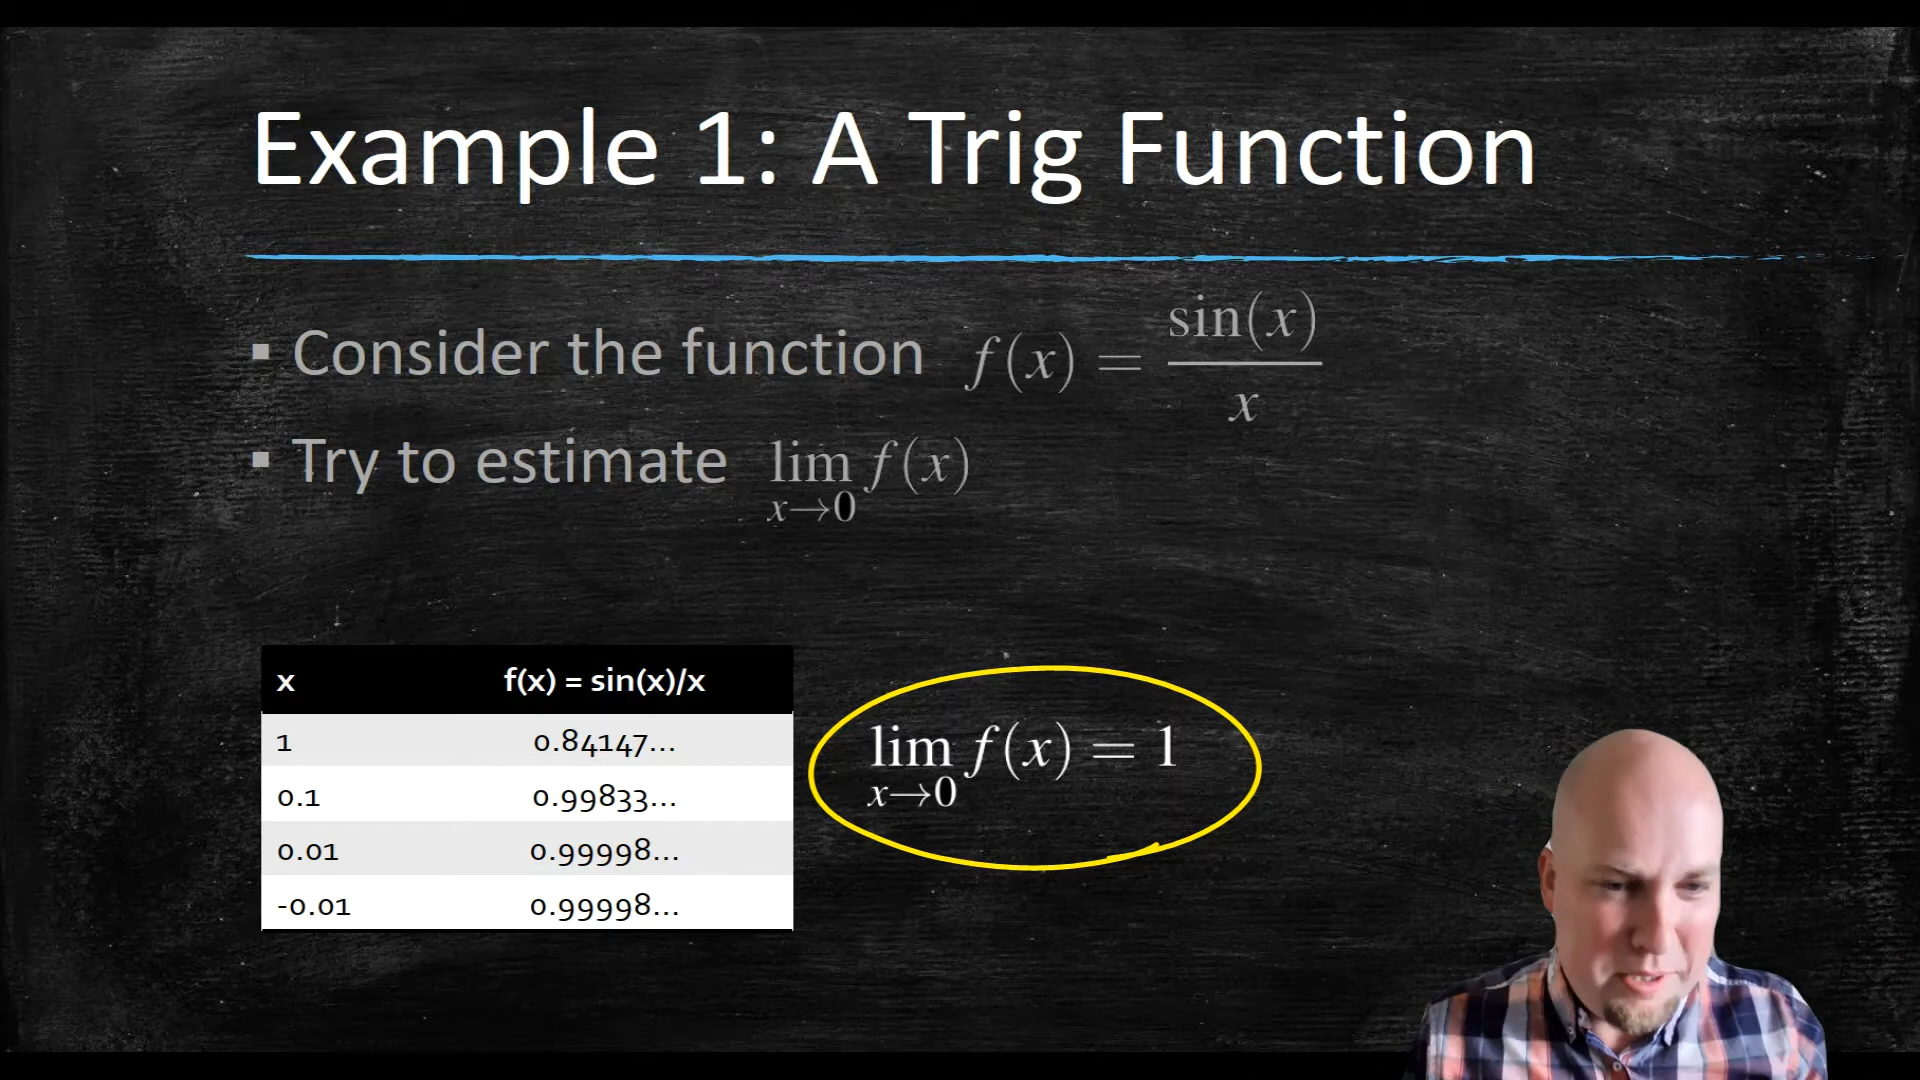 Example 1: A Trig Function
▪ Consider the function f(x) = sin(x)/x
▪ Try to estimate lim x→0 f(x)
x f(x) = sin(x)/x
1 0.84147...
0.1 0.99833...
0.01 0.99998...
-0.01 0.99998...
lim x→0 f(x) = 1